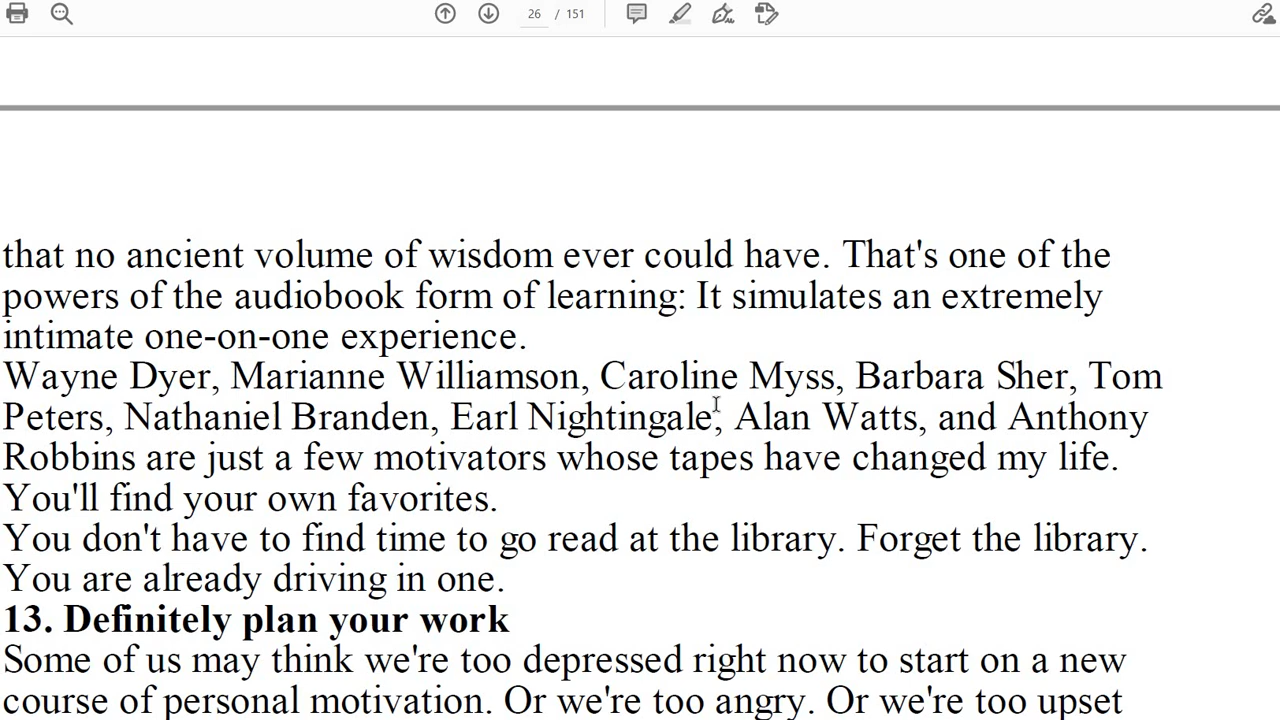 26 / 151
that no ancient volume of wisdom ever could have. That's one of the
powers of the audiobook form of learning: It simulates an extremely
intimate one-on-one experience.
Wayne Dyer, Marianne Williamson, Caroline Myss, Barbara Sher, Tom
Peters, Nathaniel Branden, Earl Nightingale, Alan Watts, and Anthony
Robbins are just a few motivators whose tapes have changed my life.
You'll find your own favorites.
You don't have to find time to go read at the library. Forget the library.
You are already driving in one.
13. Definitely plan your work
Some of us may think we're too depressed right now to start on a new
course of personal motivation. Or we're too angry. Or we're too upset